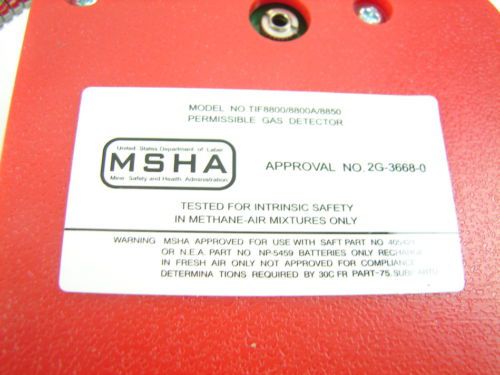 MODEL NO.TIF8800/8800A/8850
PERMISSIBLE GAS DETECTOR
United States Department of Labor
MSHA
Mine Safety and Health Administration
APPROVAL NO. 2G-3668-0
TESTED FOR INTRINSIC SAFETY
IN METHANE-AIR MIXTURES ONLY
WARNING MSHA APPROVED FOR USE WITH SAFT PART NO
OR N.E.A. PART NO NP-5459 BATTERIES ONLY RECHARGE
IN FRESH AIR ONLY NOT APPROVED FOR COMPLIANCE
DETERMINA TIONS REQUIRED BY 30C FR PART-75.